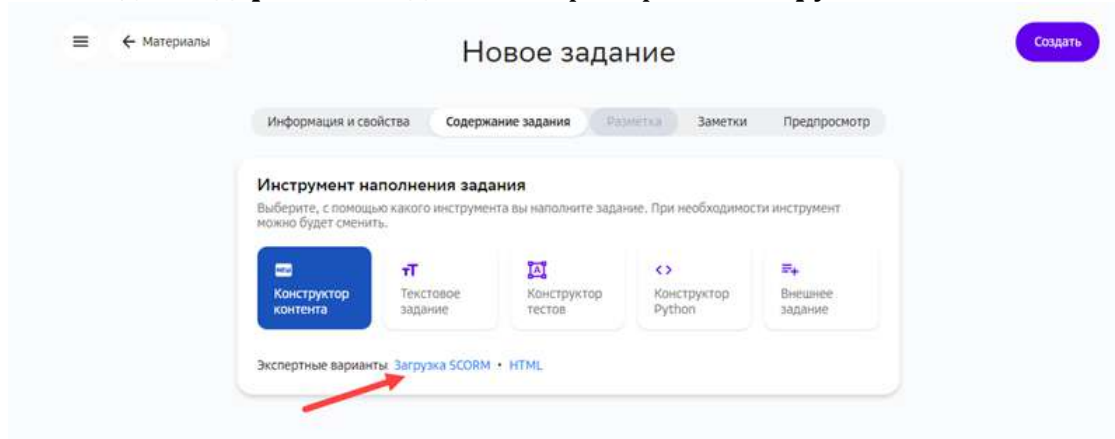 ← Материалы
Новое задание
Создать
Информация и свойства Содержание задания Разметка Заметки Предпросмотр
Инструмент наполнения задания
Выберите, с помощью какого инструмента вы наполните задание. При необходимости инструмент
можно будет сменить.
NEW
Конструктор
контента
тT
Текстовое
задание
A
Конструктор
тестов
<>
Конструктор
Python
Внешнее
задание
Экспертные варианты: Загрузка SCORM • HTML